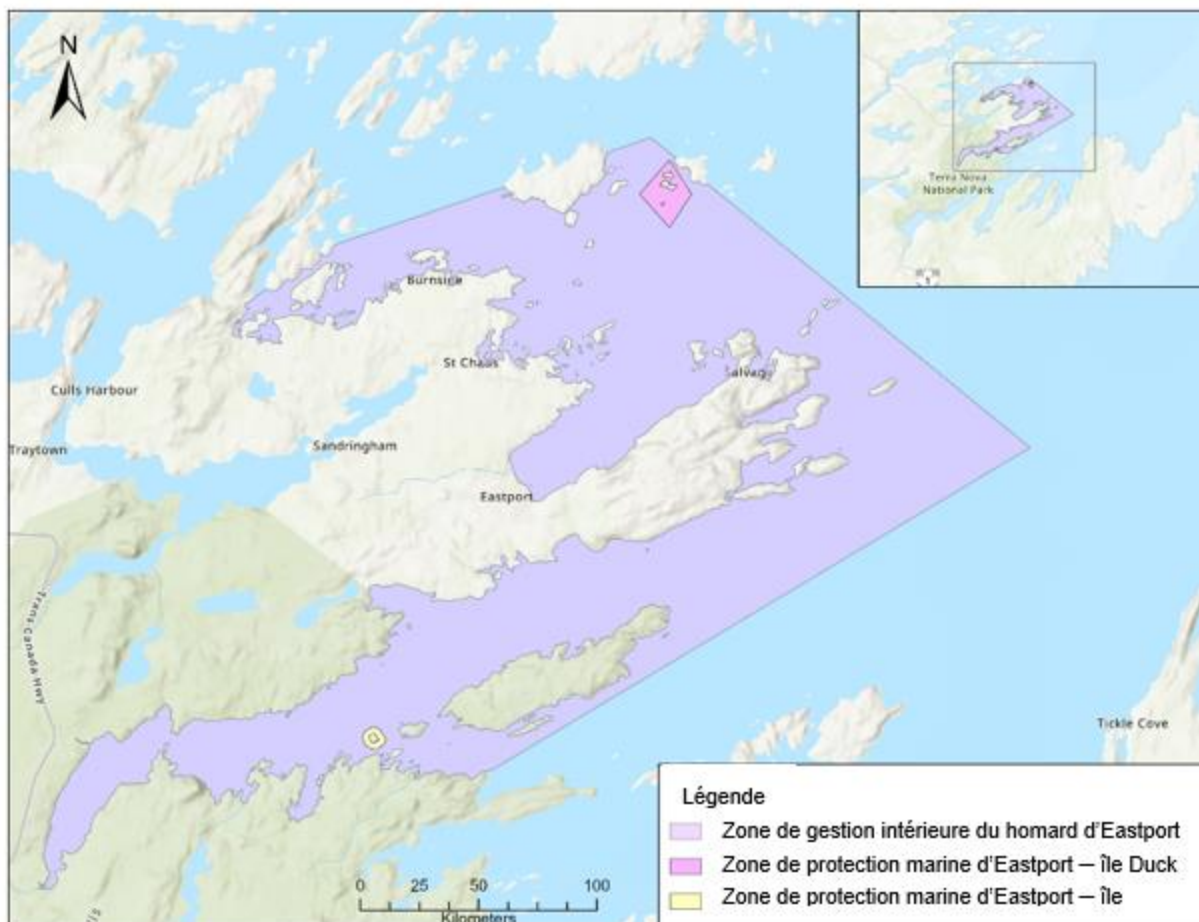 N
Terra Nova
National Park
Burnside
St Chads
Salvage
Culls Harbour
Traytown
Sandringham
Eastport
Trans-Canada HWY
Tickle Cove
0 25 50 100
Kilometers
Légende
Zone de gestion intérieure du homard d'Eastport
Zone de protection marine d'Eastport — île Duck
Zone de protection marine d'Eastport — île